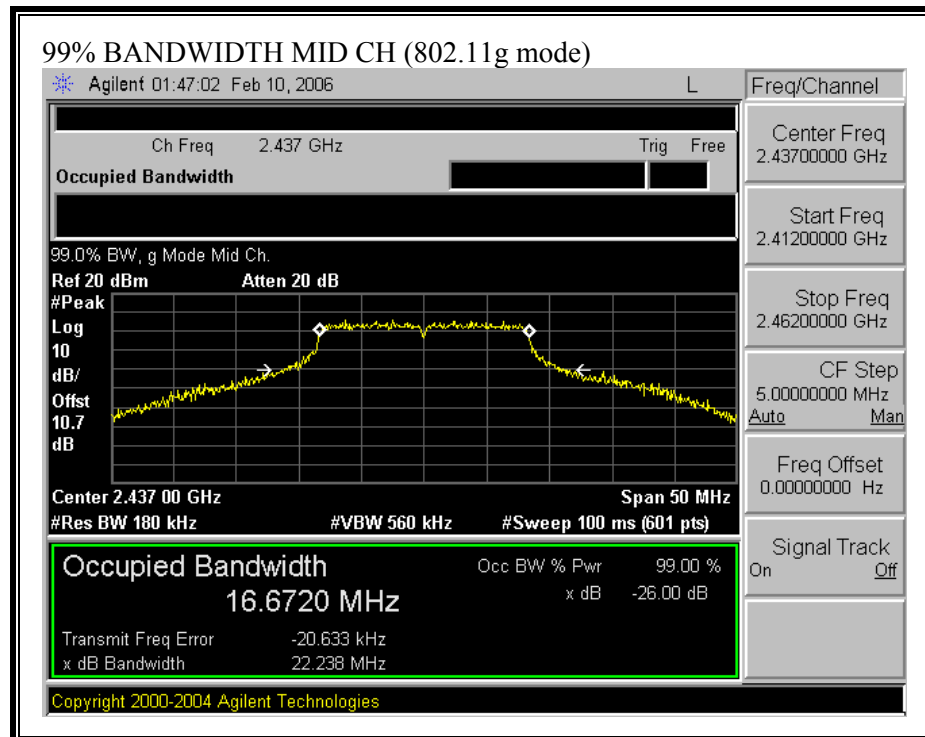 99% BANDWIDTH MID CH (802.11g mode)
Agilent 01:47:02 Feb 10, 2006 L
Freq/Channel
Ch Freq 2.437 GHz Trig Free
Occupied Bandwidth
Center Freq
2.43700000 GHz
Start Freq
2.41200000 GHz
Stop Freq
2.46200000 GHz
CF Step
5.00000000 MHz
Auto Man
Freq Offset
0.00000000 Hz
Signal Track
On Off
99.0% BW, g Mode Mid Ch.
Ref 20 dBm Atten 20 dB
#Peak
Log
10
dB/
Offst
10.7
dB
Center 2.437 00 GHz Span 50 MHz
#Res BW 180 kHz #VBW 560 kHz #Sweep 100 ms (601 pts)
Occupied Bandwidth Occ BW % Pwr 99.00 %
16.6720 MHz x dB -26.00 dB
Transmit Freq Error -20.633 kHz
x dB Bandwidth 22.238 MHz
Copyright 2000-2004 Agilent Technologies